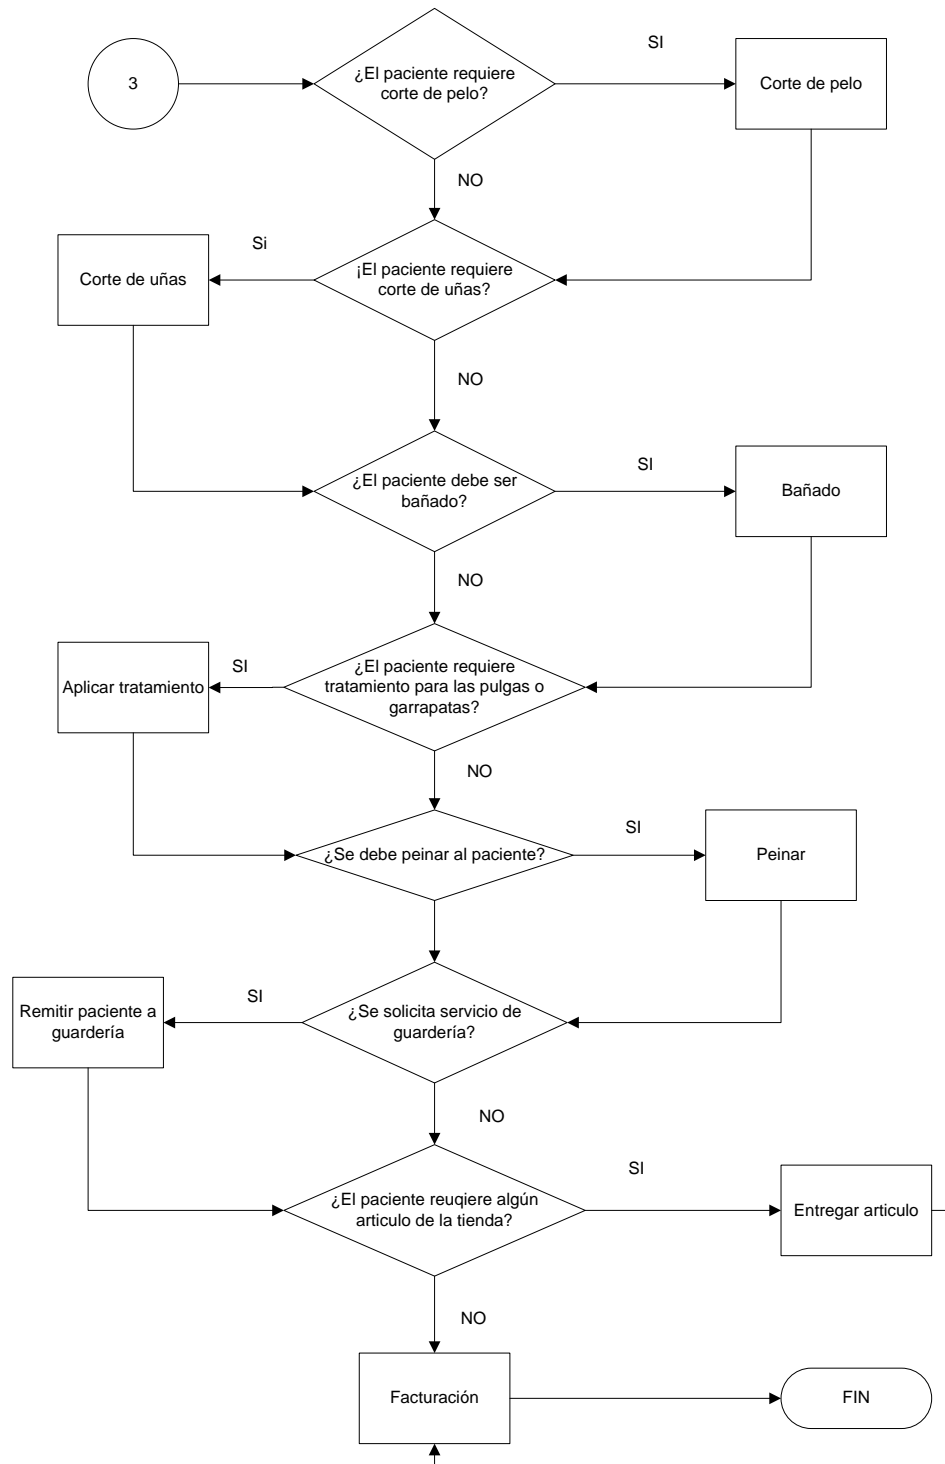 SI
3
¿El paciente requiere
corte de pelo?
Corte de pelo
NO
Si
Corte de uñas
¡El paciente requiere
corte de uñas?
NO
SI
¿El paciente debe ser
bañado?
Bañado
NO
SI
Aplicar tratamiento
¿El paciente requiere
tratamiento para las pulgas o
garrapatas?
NO
SI
¿Se debe peinar al paciente?
Peinar
SI
Remitir paciente a
guardería
¿Se solicita servicio de
guardería?
NO
SI
¿El paciente reuqiere algún
articulo de la tienda?
Entregar articulo
NO
Facturación
FIN